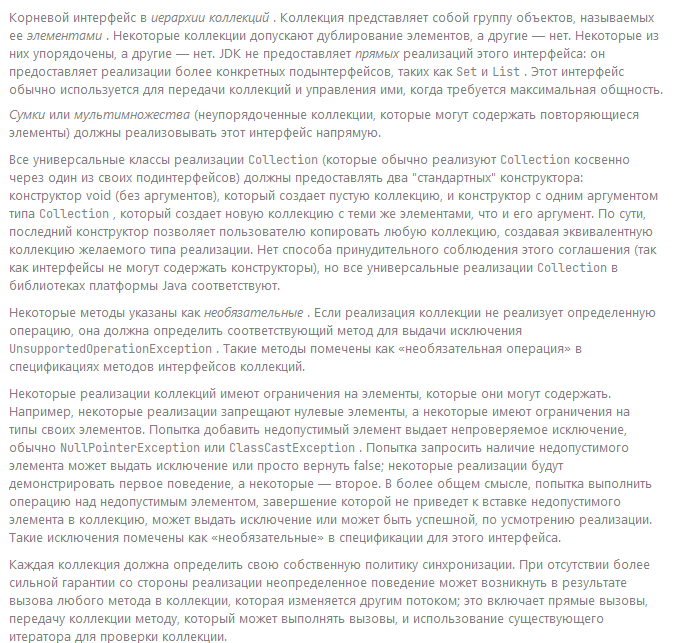 Корневой интерфейс в иерархии коллекций . Коллекция представляет собой группу объектов, называемых
ее элементами . Некоторые коллекции допускают дублирование элементов, а другие — нет. Некоторые из
них упорядочены, а другие — нет. JDK не предоставляет прямых реализаций этого интерфейса: он
предоставляет реализации более конкретных подынтерфейсов, таких как Set и List . Этот интерфейс
обычно используется для передачи коллекций и управления ими, когда требуется максимальная общность.
Сумки или мультимножества (неупорядоченные коллекции, которые могут содержать повторяющиеся
элементы) должны реализовывать этот интерфейс напрямую.
Все универсальные классы реализации Collection (которые обычно реализуют Collection косвенно
через один из своих подинтерфейсов) должны предоставлять два "стандартных" конструктора:
конструктор void (без аргументов), который создает пустую коллекцию, и конструктор с одним аргументом
типа Collection , который создает новую коллекцию с теми же элементами, что и его аргумент. По сути,
последний конструктор позволяет пользователю копировать любую коллекцию, создавая эквивалентную
коллекцию желаемого типа реализации. Нет способа принудительного соблюдения этого соглашения (так
как интерфейсы не могут содержать конструкторы), но все универсальные реализации Collection в
библиотеках платформы Java соответствуют.
Некоторые методы указаны как необязательные . Если реализация коллекции не реализует определенную
операцию, она должна определить соответствующий метод для выдачи исключения
UnsupportedOperationException . Такие методы помечены как «необязательная операция» в
спецификациях методов интерфейсов коллекций.
Некоторые реализации коллекций имеют ограничения на элементы, которые они могут содержать.
Например, некоторые реализации запрещают нулевые элементы, а некоторые имеют ограничения на
типы своих элементов. Попытка добавить недопустимый элемент выдает непроверяемое исключение,
обычно NullPointerException или ClassCastException . Попытка запросить наличие недопустимого
элемента может выдать исключение или просто вернуть false; некоторые реализации будут
демонстрировать первое поведение, а некоторые — второе. В более общем смысле, попытка выполнить
операцию над недопустимым элементом, завершение которой не приведет к вставке недопустимого
элемента в коллекцию, может выдать исключение или может быть успешной, по усмотрению реализации.
Такие исключения помечены как «необязательные» в спецификации для этого интерфейса.
Каждая коллекция должна определить свою собственную политику синхронизации. При отсутствии более
сильной гарантии со стороны реализации неопределенное поведение может возникнуть в результате
вызова любого метода в коллекции, которая изменяется другим потоком; это включает прямые вызовы,
передачу коллекции методу, который может выполнять вызовы, и использование существующего
итератора для проверки коллекции.